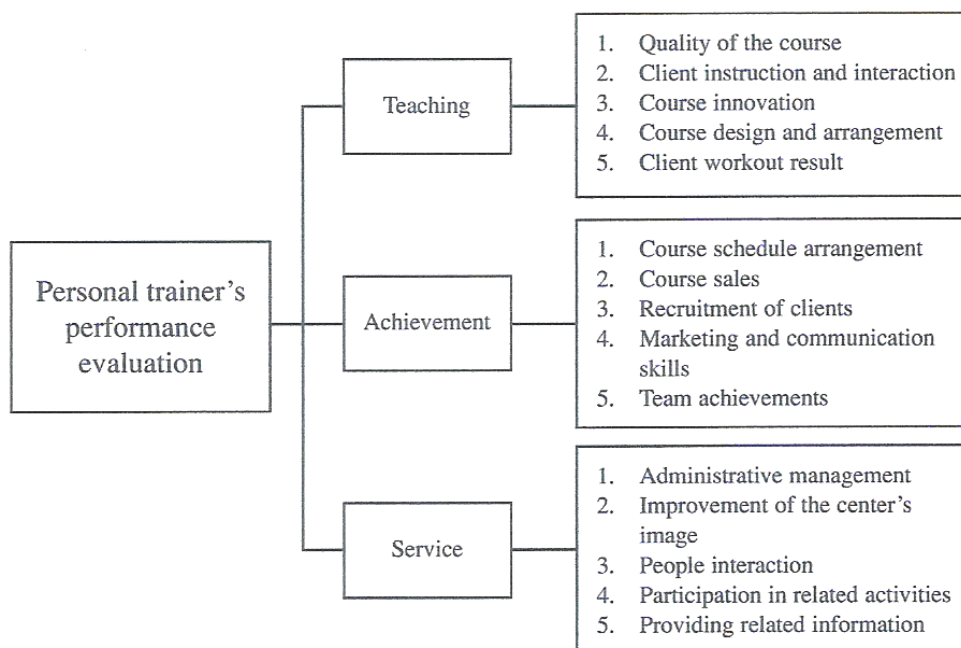 Personal trainer's
performance
evaluation
Teaching
1. Quality of the course
2. Client instruction and interaction
3. Course innovation
4. Course design and arrangement
5. Client workout result
Achievement
1. Course schedule arrangement
2. Course sales
3. Recruitment of clients
4. Marketing and communication
skills
5. Team achievements
Service
1. Administrative management
2. Improvement of the center's
image
3. People interaction
4. Participation in related activities
5. Providing related information